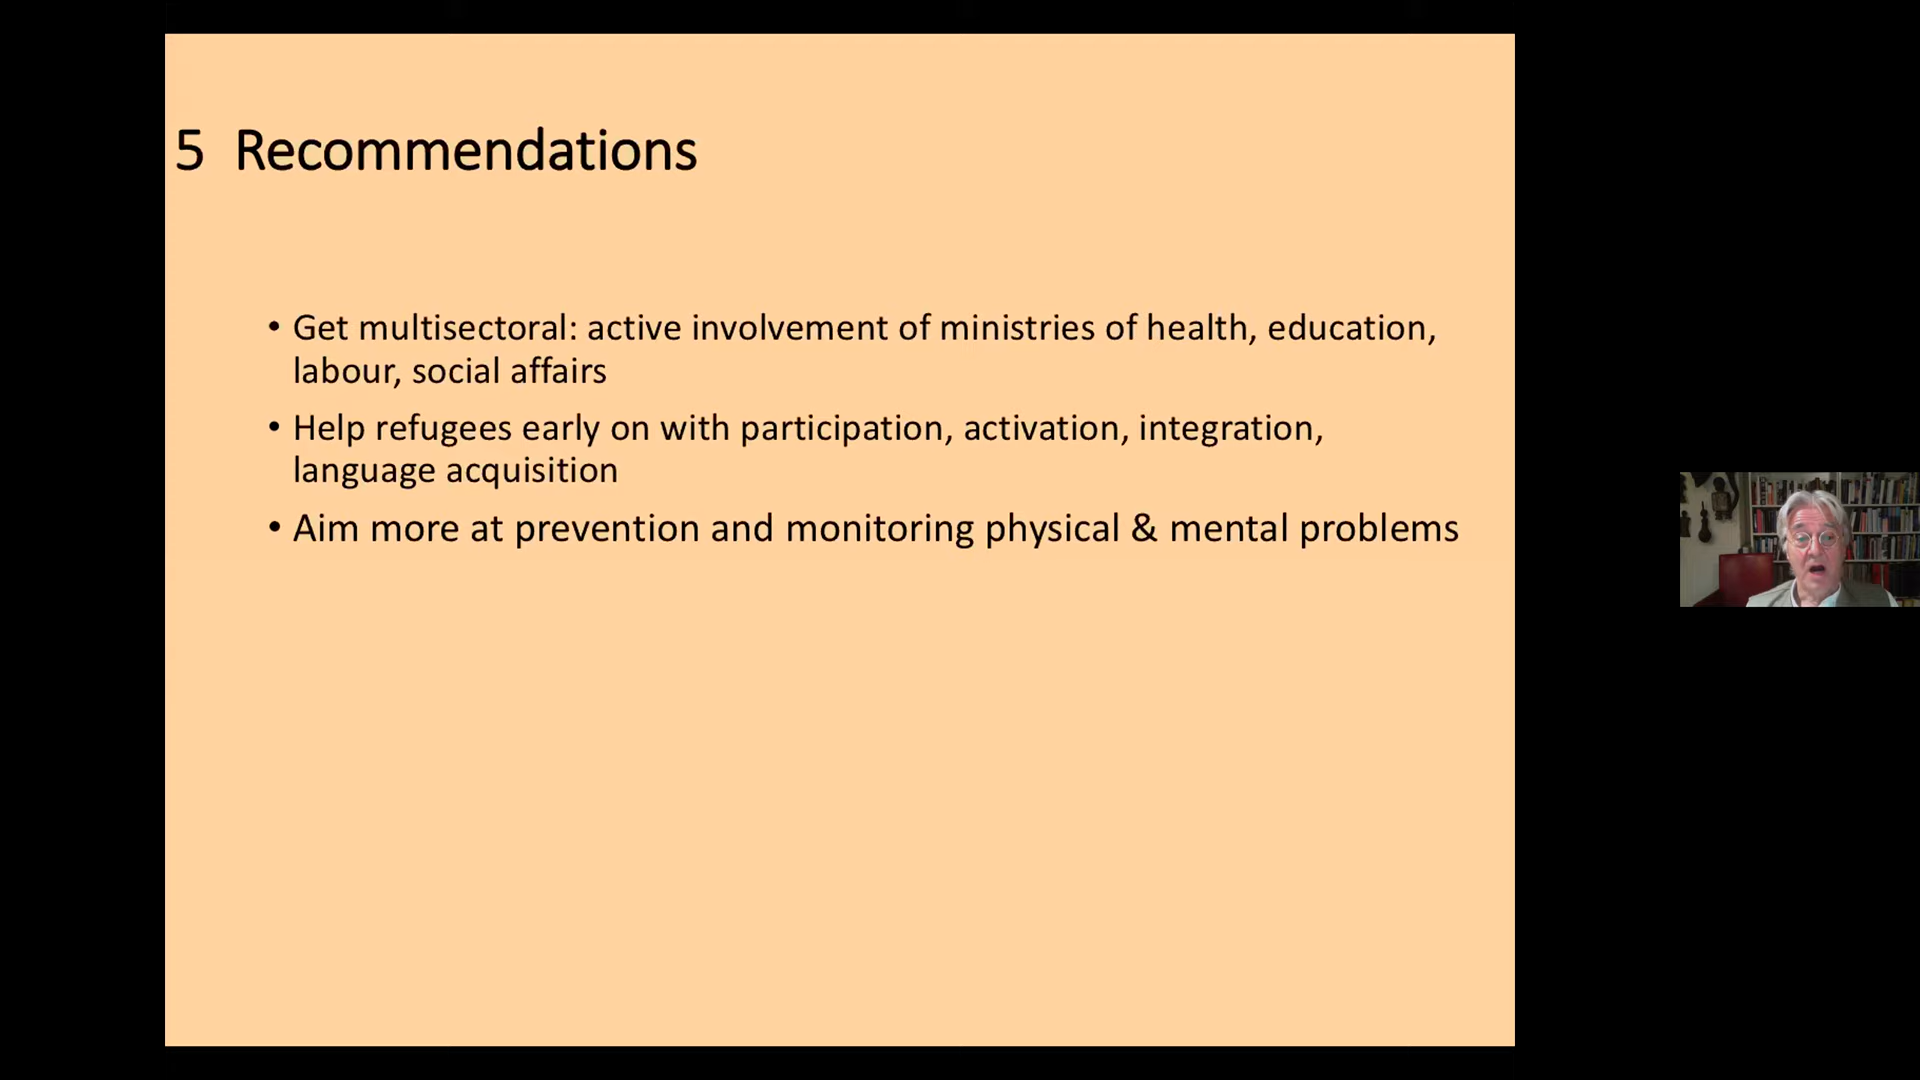 5 Recommendations
• Get multisectoral: active involvement of ministries of health, education,
labour, social affairs
• Help refugees early on with participation, activation, integration,
language acquisition
• Aim more at prevention and monitoring physical & mental problems